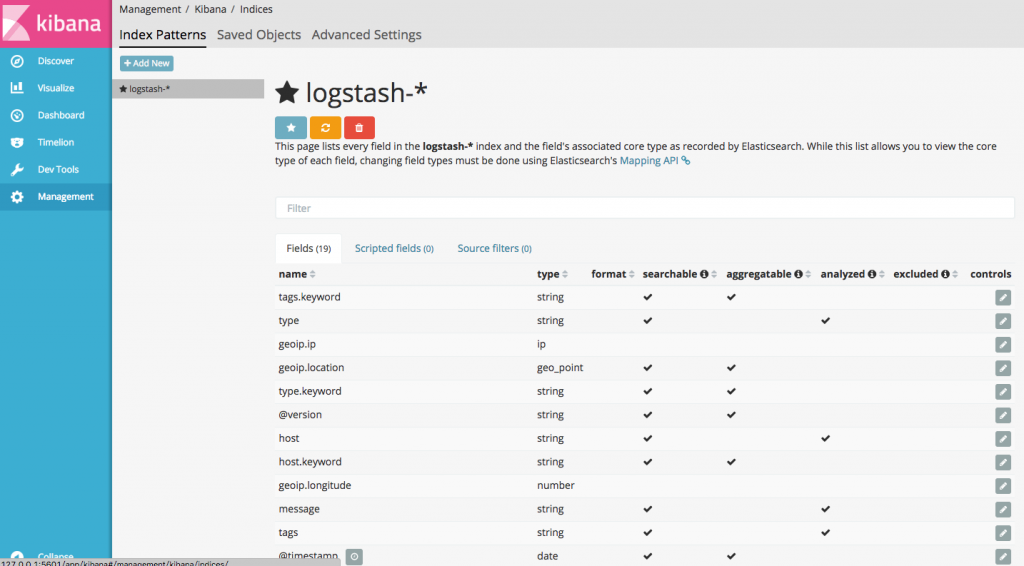 kibana
Discover
Visualize
Dashboard
Timelion
Dev Tools
Management
Collapse
127.0.0.1:5601/app/kibana#/management/kibana/indices/
Management / Kibana / Indices
Index Patterns Saved Objects Advanced Settings
+ Add New
logstash-*
logstash-*
This page lists every field in the logstash-* index and the field's associated core type as recorded by Elasticsearch. While this list allows you to view the core
type of each field, changing field types must be done using Elasticsearch's Mapping API
Filter
Fields (19) Scripted fields (0) Source filters (0)
name type format searchable aggregatable analyzed excluded controls
tags.keyword string
type string
geoip.ip ip
geoip.location geo_point
type.keyword string
@version string
host string
host.keyword string
geoip.longitude number
message string
tags string
@timestamp date